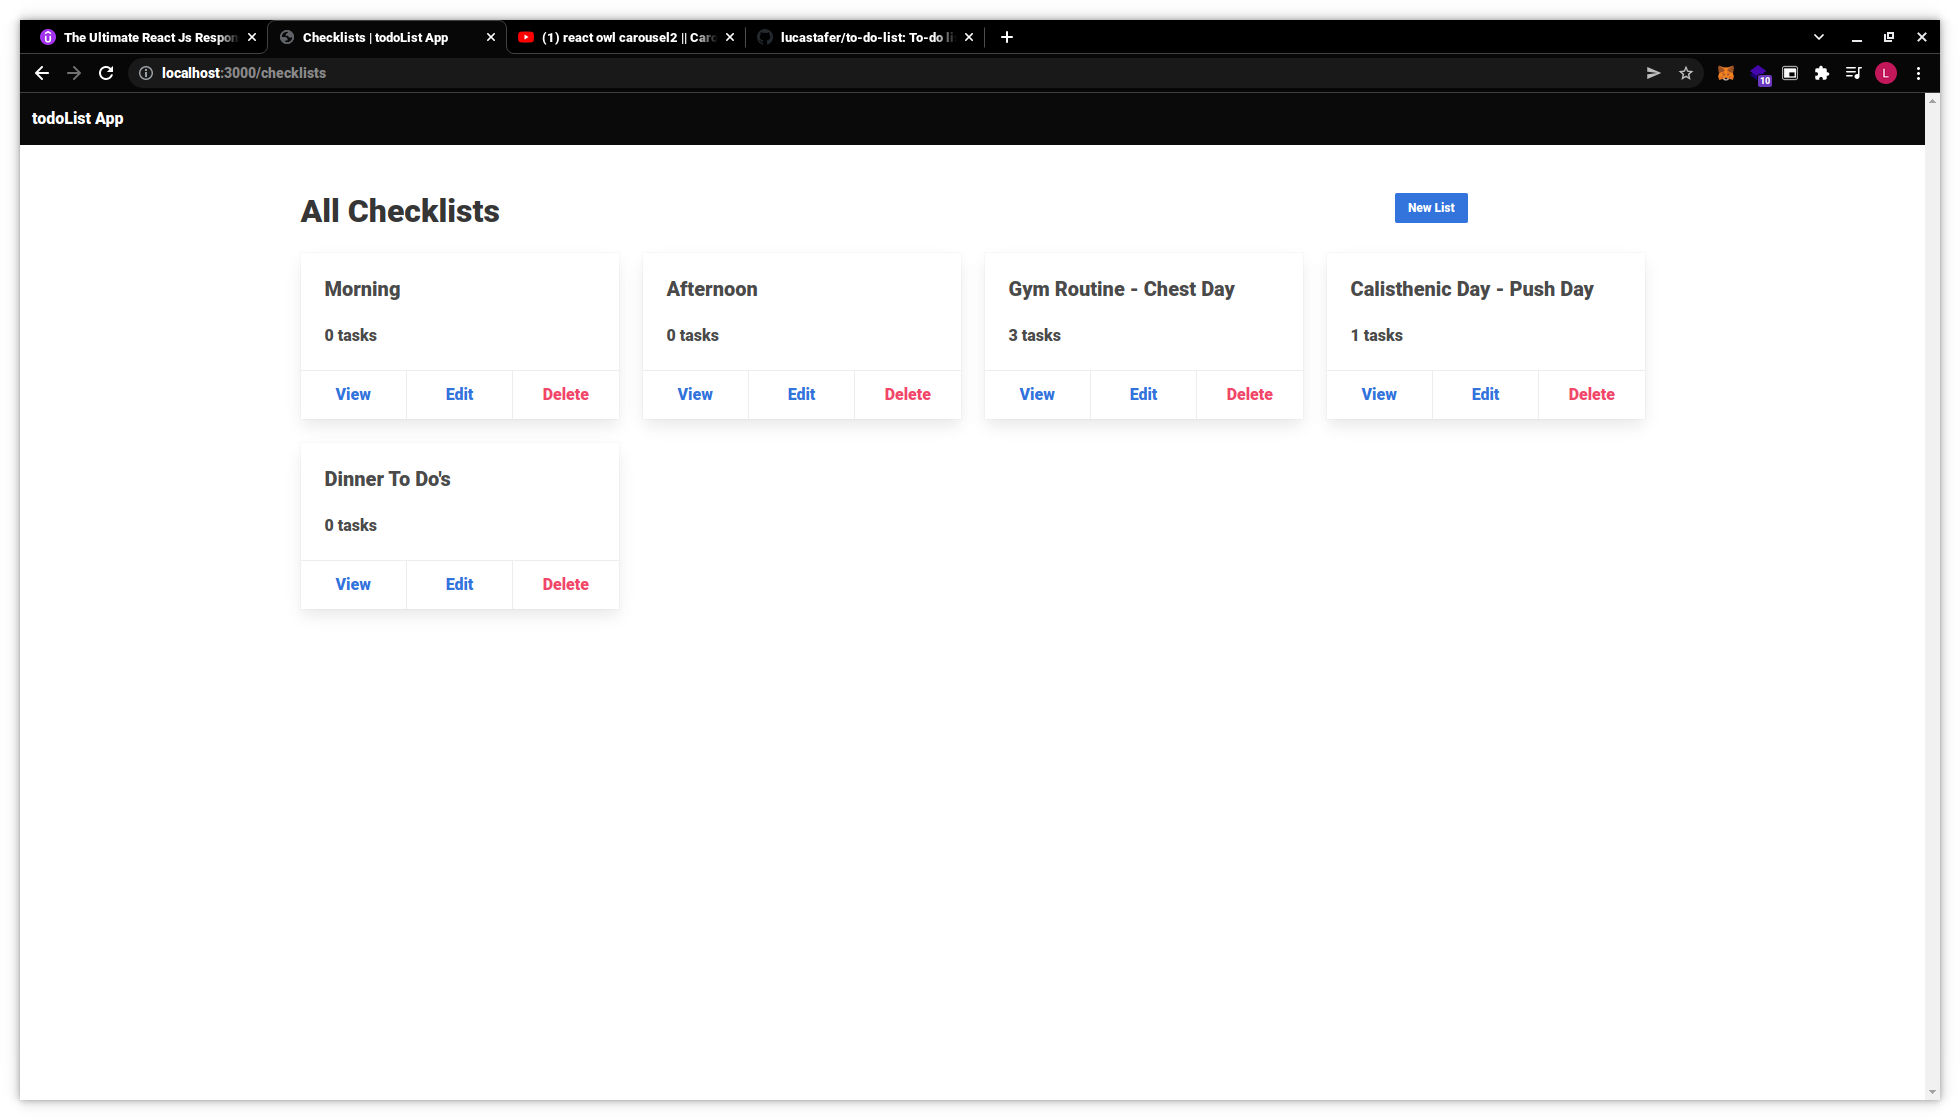 The Ultimate React Js Respon
Checklists | todoList App
(1) react owl carousel2 || Caro
lucastafer/to-do-list: To-do li
localhost:3000/checklists
10
L
todoList App
All Checklists
New List
Morning
0 tasks
View Edit Delete
Afternoon
0 tasks
View Edit Delete
Gym Routine - Chest Day
3 tasks
View Edit Delete
Calisthenic Day - Push Day
1 tasks
View Edit Delete
Dinner To Do's
0 tasks
View Edit Delete